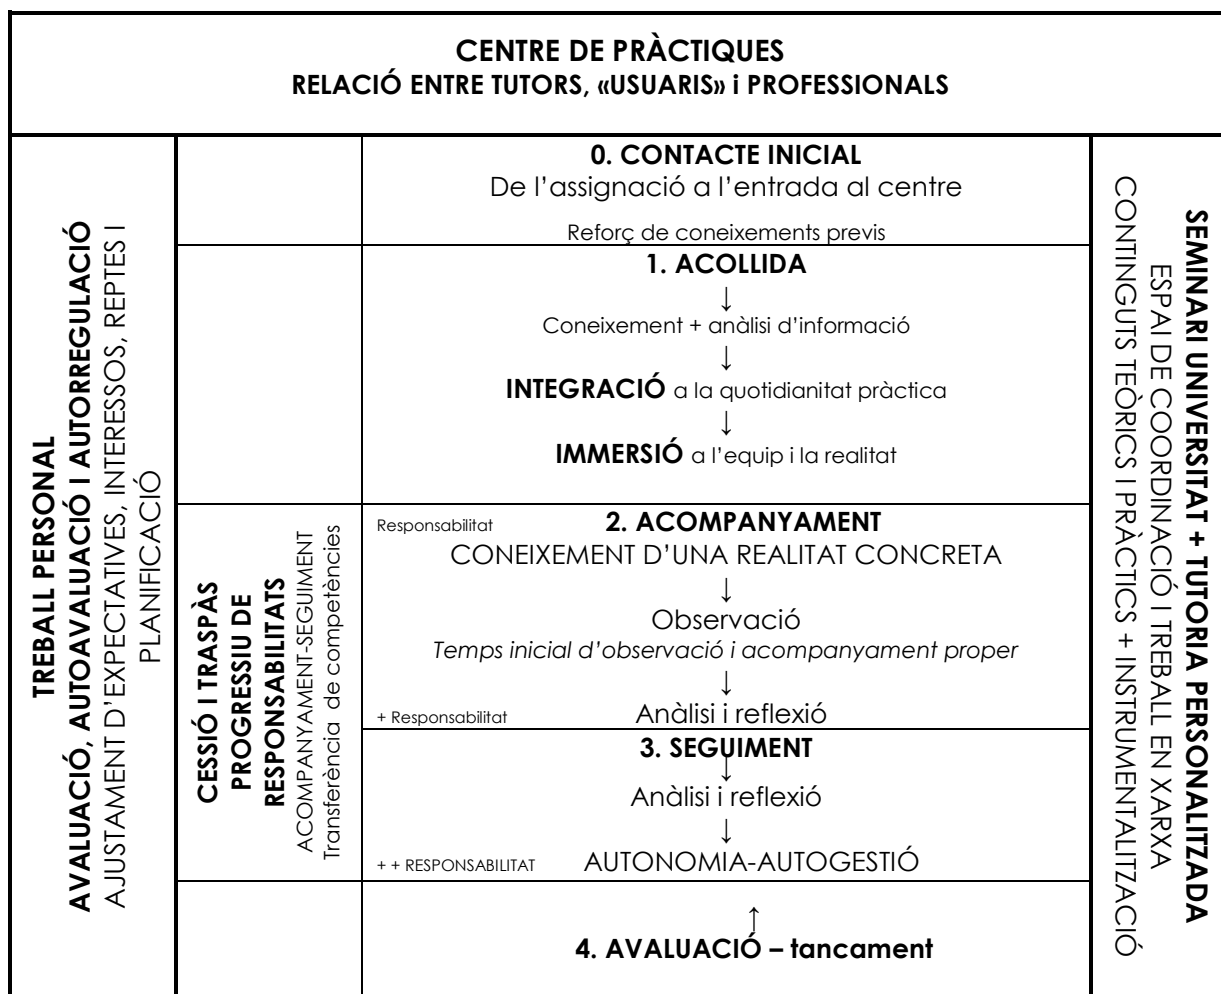 CENTRE DE PRÀCTIQUES
RELACIÓ ENTRE TUTORS, «USUARIS» i PROFESSIONALS
TREBALL PERSONAL
AVALUACIÓ, AUTOAVALUACIÓ I AUTORREGULACIÓ
AJUSTAMENT D'EXPECTATIVES, INTERESSOS, REPTES I
PLANIFICACIÓ
0. CONTACTE INICIAL
De l'assignació a l'entrada al centre
Reforç de coneixements previs
1. ACOLLIDA
↓
Coneixement + anàlisi d'informació
↓
INTEGRACIÓ a la quotidianitat pràctica
↓
IMMERSIÓ a l'equip i la realitat
CESSIÓ I TRASPÀS
PROGRESSIU DE
RESPONSABILITATS
ACOMPANYAMENT-SEGUIMENT
Transferència de competències
Responsabilitat 2. ACOMPANYAMENT
CONEIXEMENT D'UNA REALITAT CONCRETA
↓
Observació
Temps inicial d'observació i acompanyament proper
↓
+ Responsabilitat Anàlisi i reflexió
3. SEGUIMENT
↓
Anàlisi i reflexió
↓
+ + RESPONSABILITAT AUTONOMIA-AUTOGESTIÓ
↑
4. AVALUACIÓ – tancament
SEMINARI UNIVERSITAT + TUTORIA PERSONALITZADA
ESPAI DE COORDINACIÓ I TREBALL EN XARXA
CONTINGUTS TEÒRICS I PRÀCTICS + INSTRUMENTALITZACIÓ